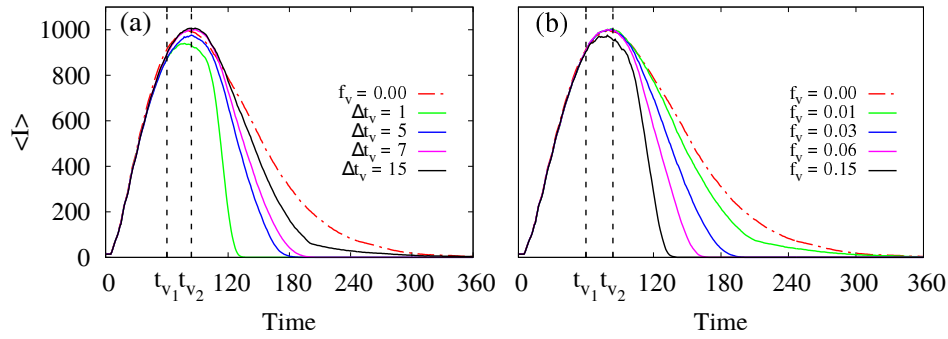 (a)
<I>
1000
800
600
400
200
0
f_v = 0.00
Δt_v = 1
Δt_v = 5
Δt_v = 7
Δt_v = 15
0 t_v1 t_v2 120 180 240 300 360
Time
(b)
f_v = 0.00
f_v = 0.01
f_v = 0.03
f_v = 0.06
f_v = 0.15
0 t_v1 t_v2 120 180 240 300 360
Time